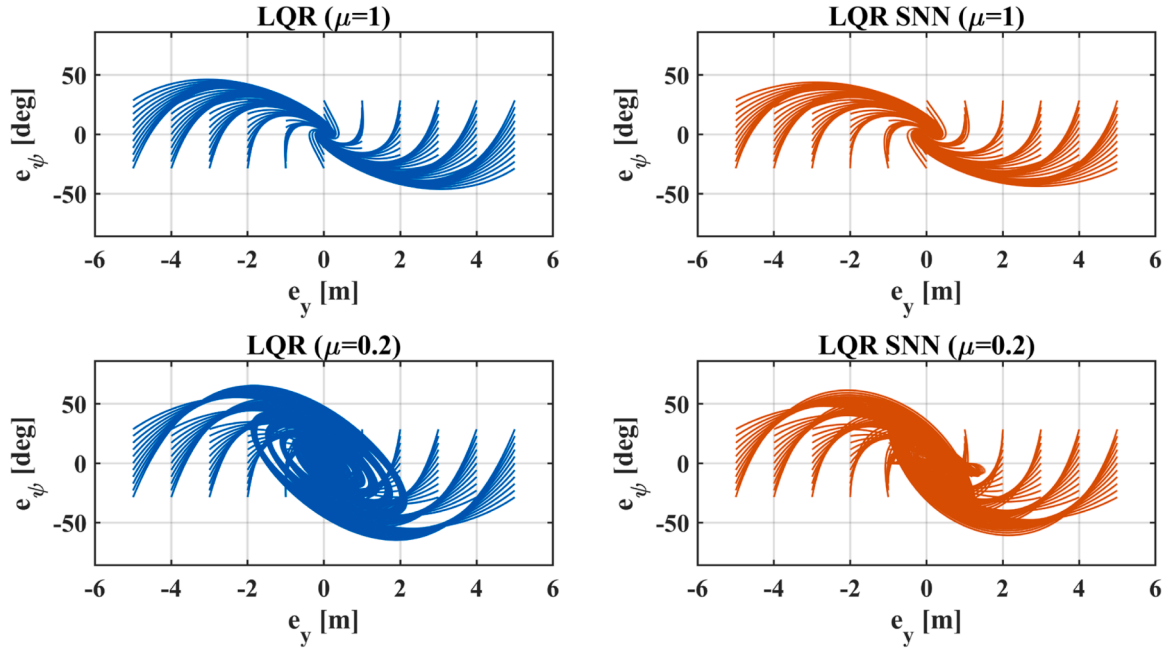 LQR (μ=1)
50
0
-50
e_ψ [deg]
-6 -4 -2 0 2 4 6
e_y [m]
LQR SNN (μ=1)
50
0
-50
e_ψ [deg]
-6 -4 -2 0 2 4 6
e_y [m]
LQR (μ=0.2)
50
0
-50
e_ψ [deg]
-6 -4 -2 0 2 4 6
e_y [m]
LQR SNN (μ=0.2)
50
0
-50
e_ψ [deg]
-6 -4 -2 0 2 4 6
e_y [m]